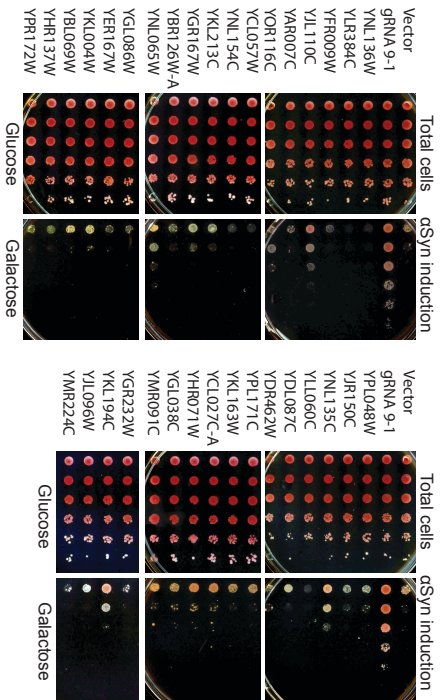 Total cells
αSyn induction
Vector
gRNA 9-1
YNL136W
YLR384C
YFR009W
YJL110C
YAR007C
YOR116C
YCL057W
YNL154C
YKL213C
YGR167W
YBR126W-A
YNL065W
YGL086W
YER167W
YKL004W
YBL069W
YHR137W
YPR172W
Glucose
Galactose
Total cells
αSyn induction
Vector
gRNA 9-1
YPL048W
YJR150C
YNL135C
YLL060C
YDL087C
YDR462W
YPL171C
YKL163W
YCL027C-A
YHR071W
YGL038C
YMR091C
YGR232W
YKL194C
YJL096W
YMR224C
Glucose
Galactose